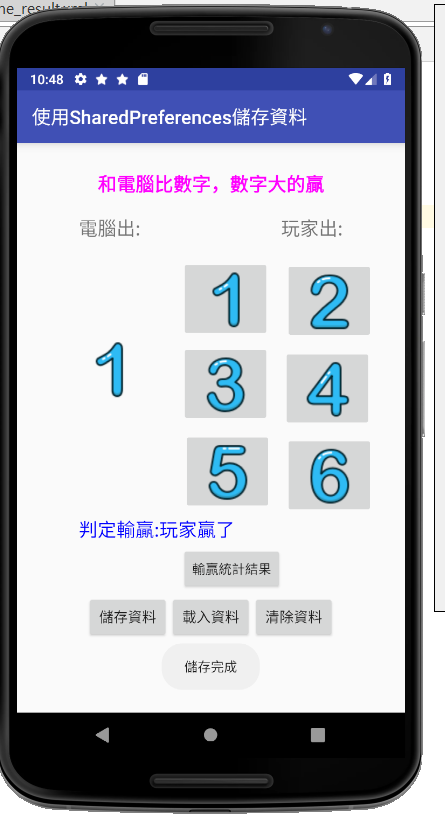 10:48
使用SharedPreferences儲存資料
和電腦比數字，數字大的贏
電腦出: 玩家出:
1 2
1
3 4
5 6
判定輸贏:玩家贏了
輸贏統計結果
儲存資料 載入資料 清除資料
儲存完成